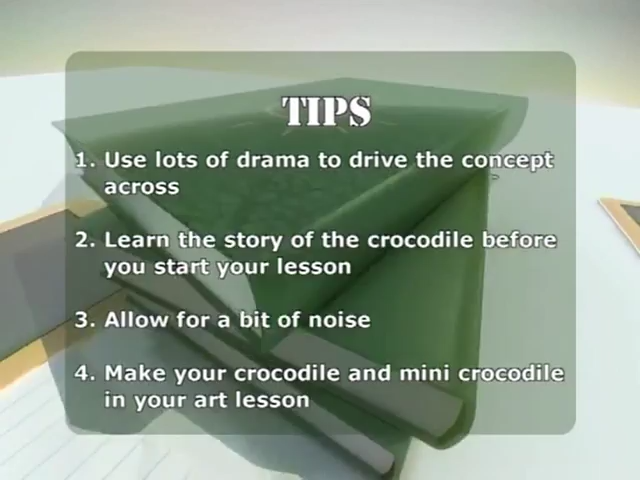 TIPS
1. Use lots of drama to drive the concept
across
2. Learn the story of the crocodile before
you start your lesson
3. Allow for a bit of noise
4. Make your crocodile and mini crocodile
in your art lesson